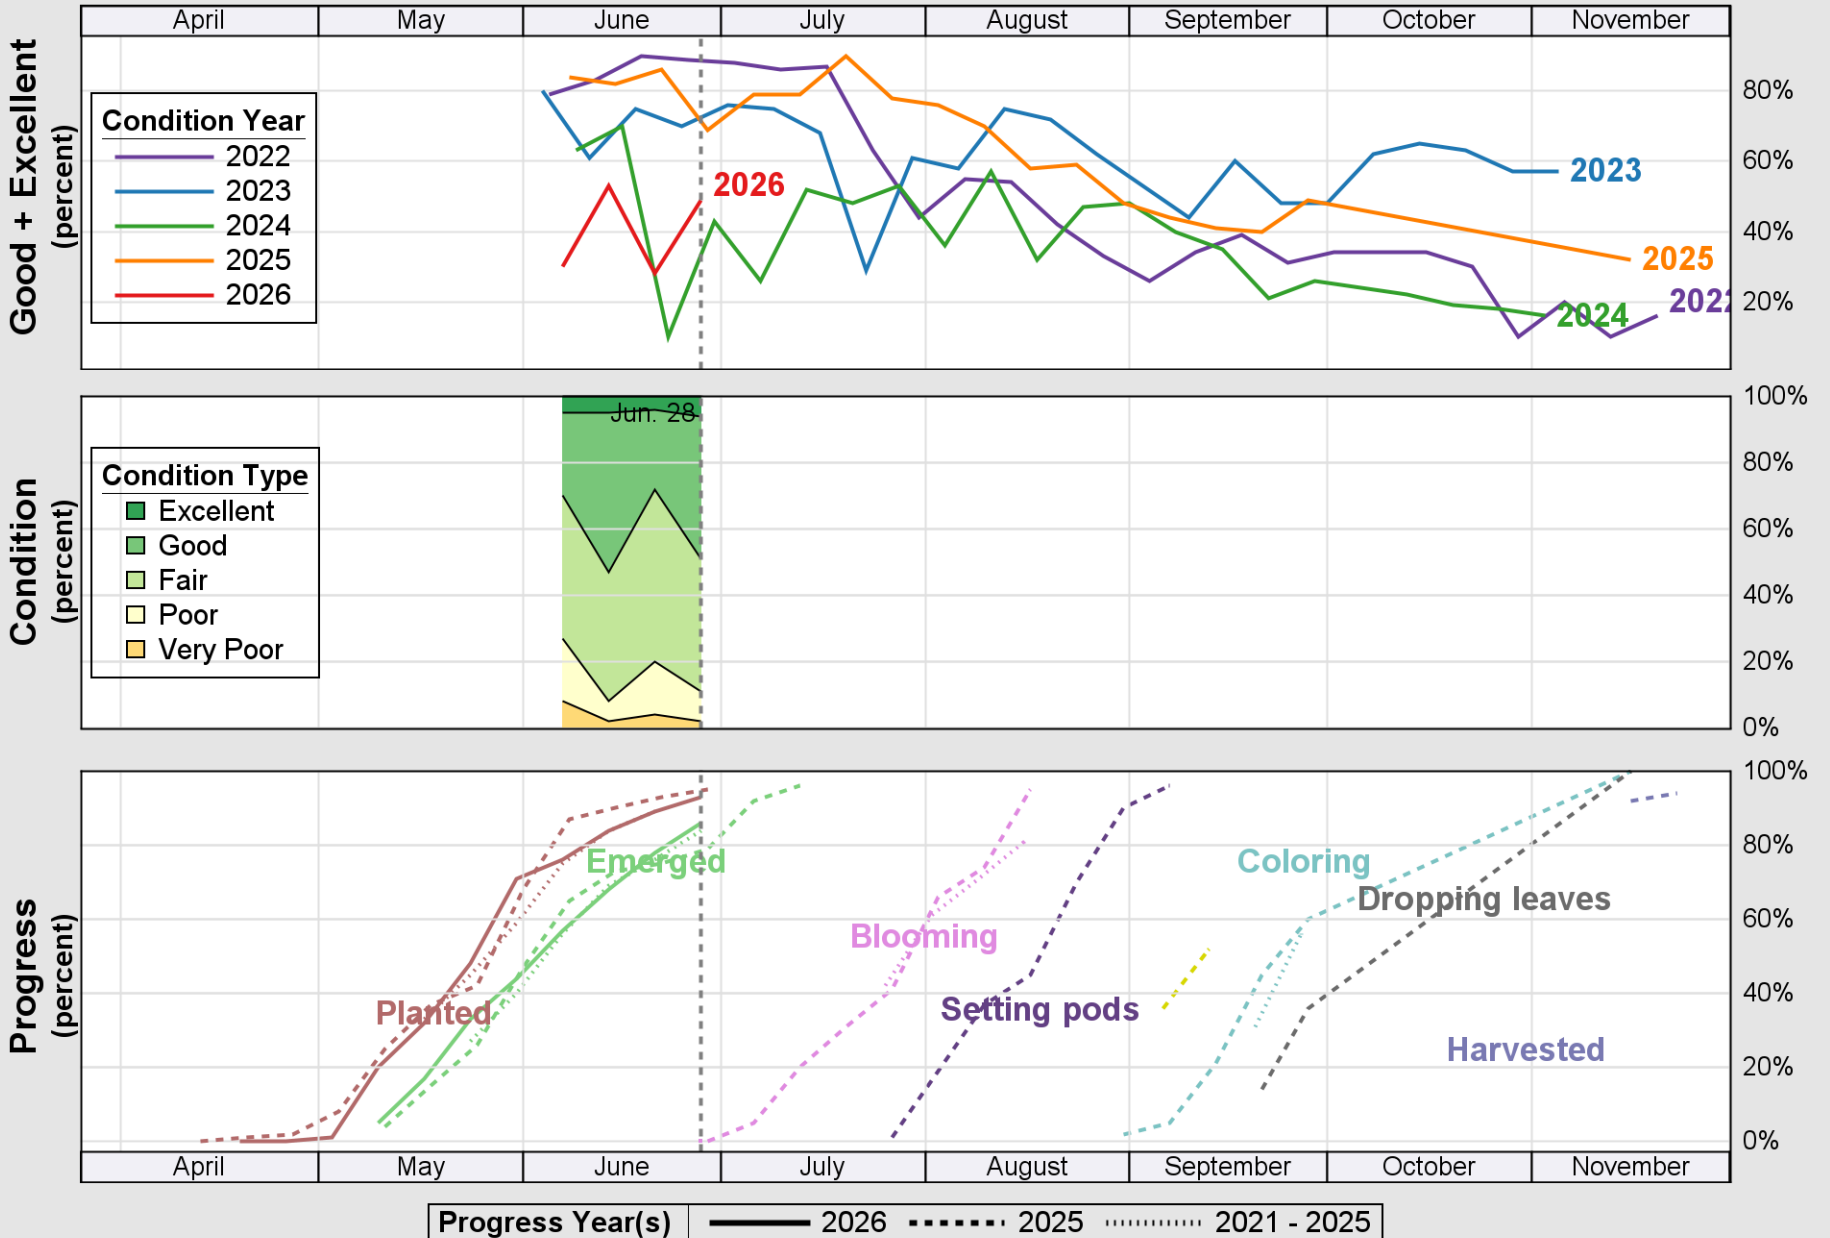 April May June July August September October November
Good + Excellent
(percent)
80%
60%
40%
20%
Condition Year
2022
2023
2024
2025
2026
2026
2023
2025
2024
2022
Condition
(percent)
100%
80%
60%
40%
20%
0%
Jun. 28
Condition Type
Excellent
Good
Fair
Poor
Very Poor
Progress
(percent)
100%
80%
60%
40%
20%
0%
Emerged
Coloring
Dropping leaves
Blooming
Planted
Setting pods
Harvested
April May June July August September October November
Progress Year(s) 2026 2025 2021 - 2025